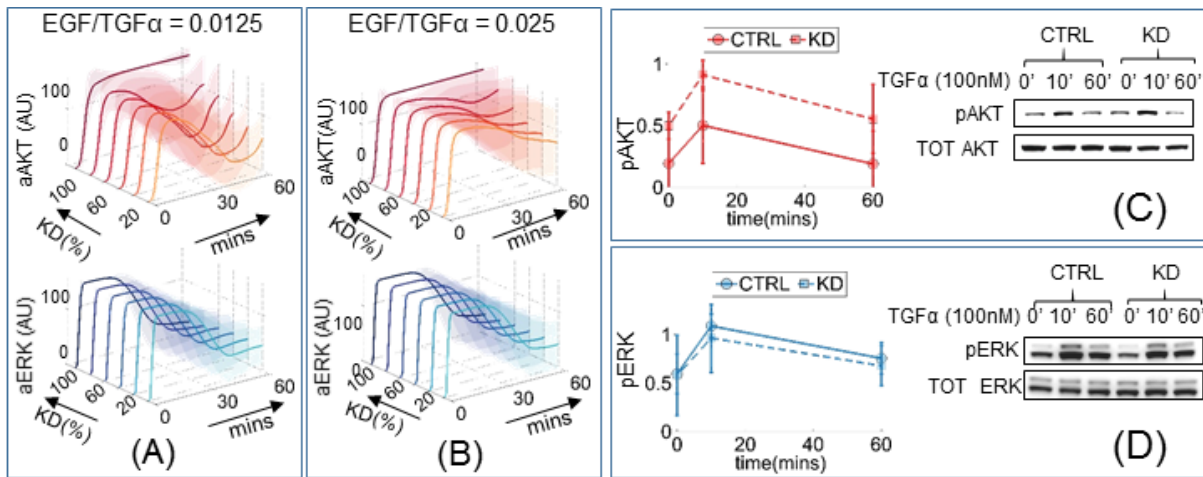 EGF/TGFα = 0.0125
aAKT (AU)
100
0
100
60
20
0
30
60
KD(%)
mins
aERK (AU)
100
0
100
60
20
0
30
60
KD(%)
mins
(A)
EGF/TGFα = 0.025
aAKT(AU)
100
0
100
60
20
0
30
60
KD(%)
mins
aERK (AU)
100
0
100
60
20
0
30
60
KD(%)
mins
(B)
CTRL KD
pAKT
1
0.5
0
0 20 40 60
time(mins)
CTRL KD
TGFα (100nM) 0' 10' 60' 0' 10' 60'
pAKT
TOT AKT
(C)
CTRL KD
pERK
1
0.5
0
0 20 40 60
time(mins)
CTRL KD
TGFα (100nM) 0' 10' 60' 0' 10' 60'
pERK
TOT ERK
(D)